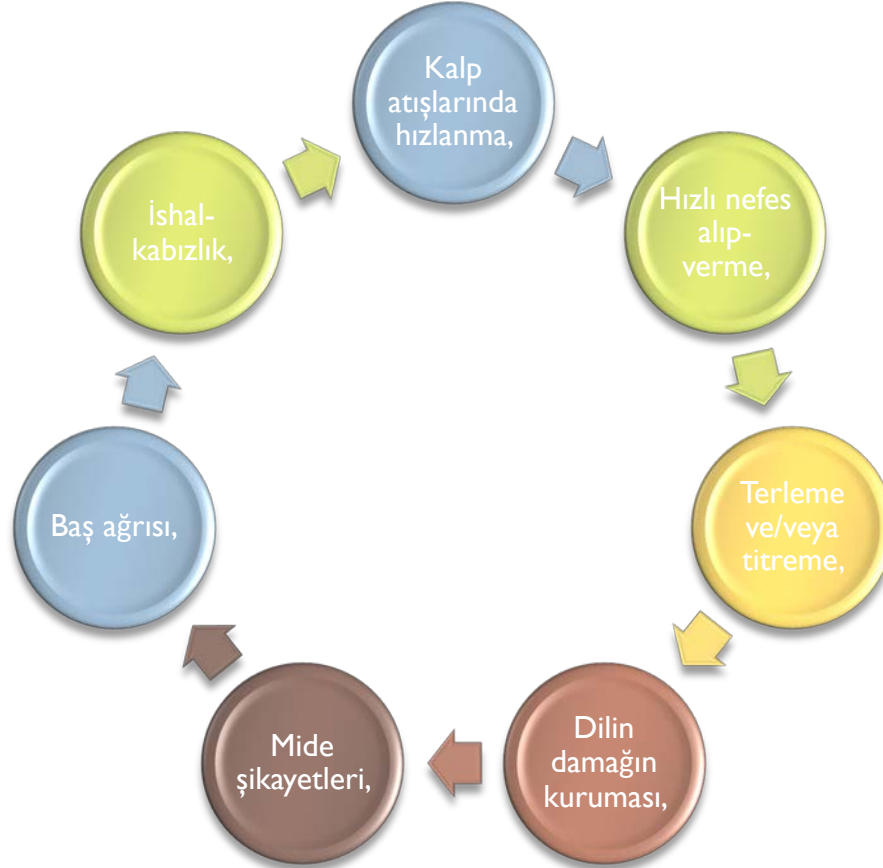 Kalp
atışlarında
hızlanma,
Hızlı nefes
alıp-
verme,
Terleme
ve/veya
titreme,
Dilin
damağın
kuruması,
Mide
şikayetleri,
Baş ağrısı,
İshal-
kabızlık,